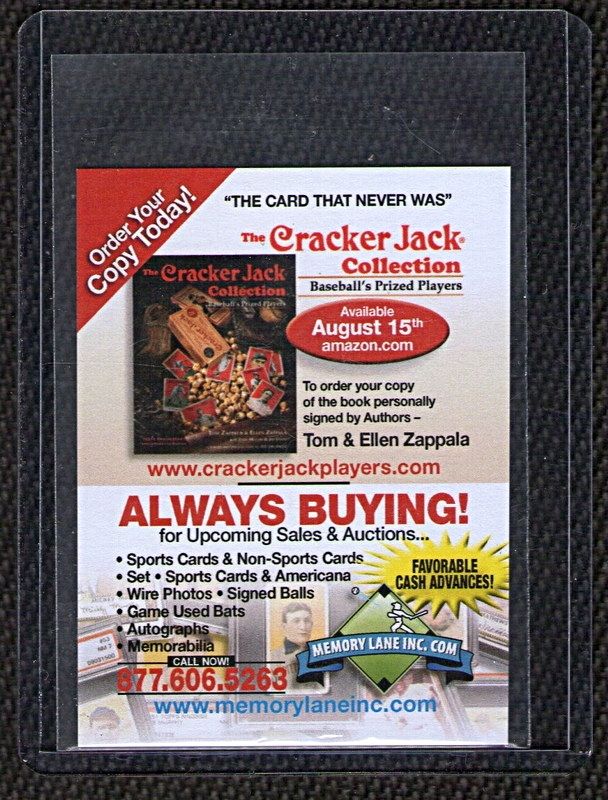 Order Your
Copy Today!
"THE CARD THAT NEVER WAS"
The Cracker Jack®
Collection
Baseball's Prized Players
The Cracker Jack
Collection
Baseball's Prized Players
Available
August 15th
amazon.com
To order your copy
of the book personally
signed by Authors –
Tom & Ellen Zappala
TOM ZAPPALA & ELLEN ZAPPALA
www.crackerjackplayers.com
ALWAYS BUYING!
for Upcoming Sales & Auctions...
• Sports Cards & Non-Sports Cards
• Set • Sports Cards & Americana
• Wire Photos • Signed Balls
• Game Used Bats
• Autographs
• Memorabilia
FAVORABLE
CASH ADVANCES!
MEMORY LANE INC. COM
CALL NOW!
877.606.5263
www.memorylaneinc.com